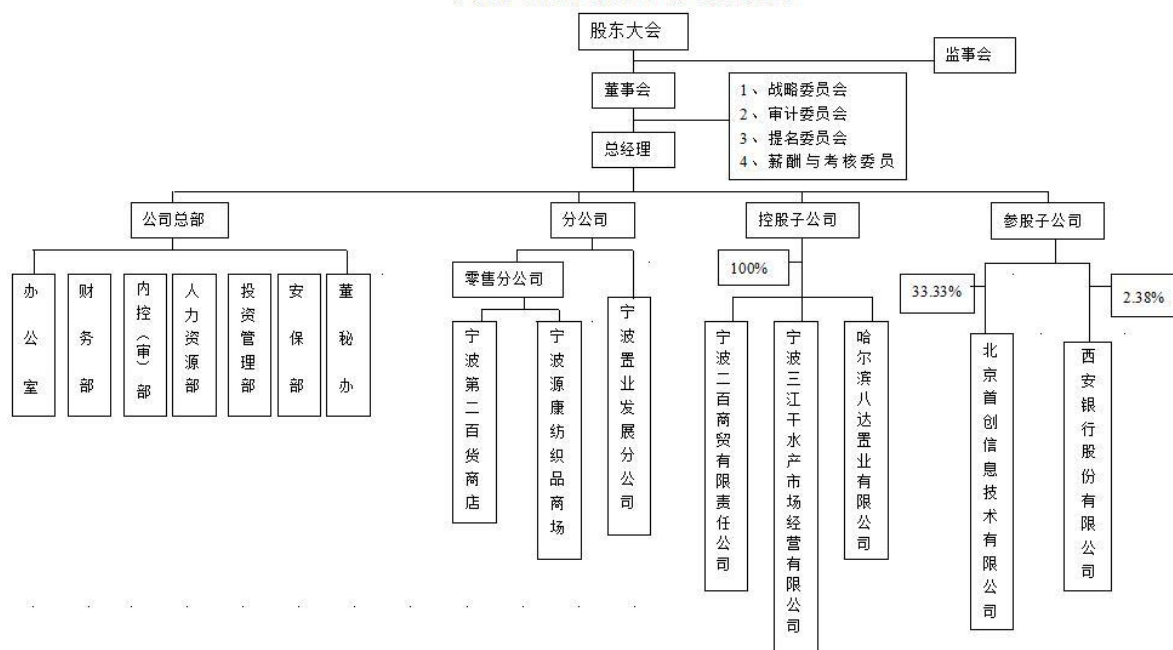 股东大会
监事会
董事会
1、战略委员会
2、审计委员会
3、提名委员会
4、薪酬与考核委员
总经理
公司总部
分公司
控股子公司
参股子公司
办公室
财务部
内控（审）部
人力资源部
投资管理部
安保部
董秘办
零售分公司
宁波第二百货商店
宁波源康纺织品商场
宁波置业发展分公司
100%
宁波二百商贸有限责任公司
宁波三江干水产市场经营有限公司
哈尔滨八达置业有限公司
33.33%
2.38%
北京首创信息技术有限公司
西安银行股份有限公司